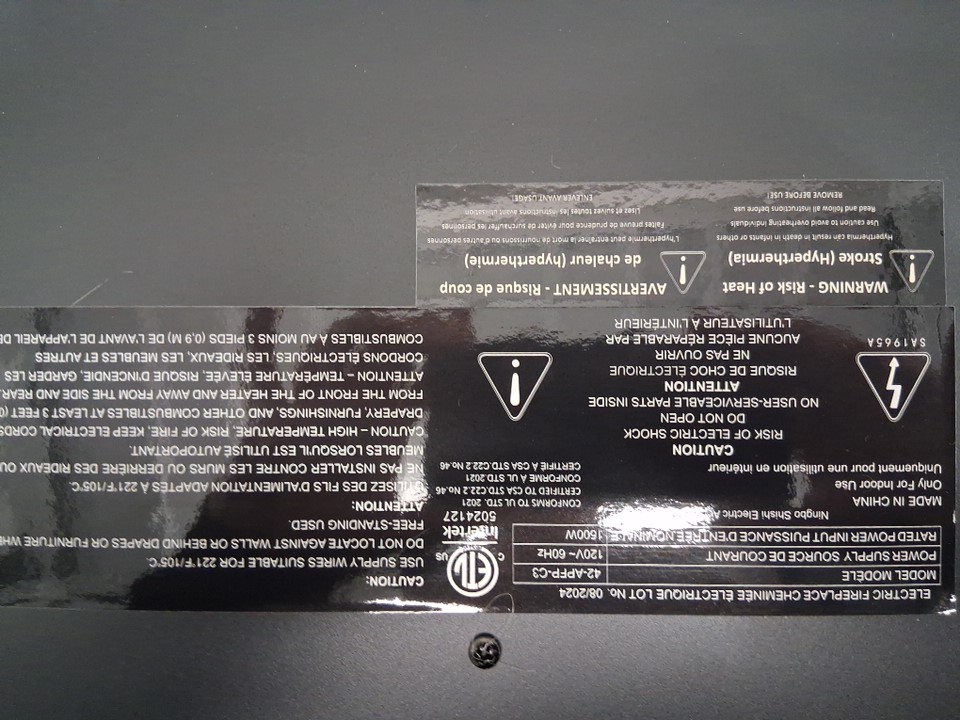 ELECTRIC FIREPLACE CHEMINÉE ÉLECTRIQUE LOT No. 08/2024
MODEL MODÈLE 42-APFP-C3
POWER SUPPLY SOURCE DE COURANT 120V~60Hz
RATED POWER INPUT PUISSANCE D'ENTRÉE NOMINALE 1500W
Ningbo Shishi Electric
MADE IN CHINA
Only For Indoor Use
Uniquement pour une utilisation en intérieur
ETL
C US
Intertek
5024127
CONFORMS TO UL STD. 2021
CERTIFIED TO CSA STD.C22.2 No.46
CONFORME À UL STD.2021
CERTIFIÉ À CSA STD.C22.2 No.46
CAUTION
RISK OF ELECTRIC SHOCK
DO NOT OPEN
NO USER-SERVICEABLE PARTS INSIDE
ATTENTION
RISQUE DE CHOC ÉLECTRIQUE
NE PAS OUVRIR
AUCUNE PIÈCE RÉPARABLE PAR
L'UTILISATEUR À L'INTÉRIEUR
SA1965A
CAUTION:
USE SUPPLY WIRES SUITABLE FOR 221°F/105°C.
DO NOT LOCATE AGAINST WALLS OR BEHIND DRAPES OR FURNITURE
FREE-STANDING USED.
ATTENTION:
UTILISEZ DES FILS D'ALIMENTATION ADAPTÉS À 221°F/105°C.
NE PAS INSTALLER CONTRE LES MURS OU DERRIÈRE DES RIDEAUX OU
MEUBLES LORSQU'IL EST UTILISÉ AUTOPORTANT.
CAUTION – HIGH TEMPERATURE, RISK OF FIRE, KEEP ELECTRICAL CORDS
DRAPERY, FURNISHINGS, AND OTHER COMBUSTIBLES AT LEAST 3 FEET
FROM THE FRONT OF THE HEATER AND AWAY FROM THE SIDE AND REAR.
ATTENTION – TEMPÉRATURE ÉLEVÉE, RISQUE D'INCENDIE, GARDER LES
CORDONS ÉLECTRIQUES, LES RIDEAUX, LES MEUBLES ET AUTRES
COMBUSTIBLES À AU MOINS 3 PIEDS (0,9 M) DE L'AVANT DE L'APPAREIL
WARNING - Risk of Heat
Stroke (Hyperthermia)
Hyperthermia can result in death in infants or others
Use caution to avoid overheating individuals
Read and follow all instructions before use
REMOVE BEFORE USE!
AVERTISSEMENT - Risque de coup
de chaleur (hyperthermie)
L'hyperthermie peut entraîner la mort de nourrissons ou d'autres
Faites preuve de prudence pour éviter de surchauffer les personnes
Lisez et suivez toutes les instructions avant utilisation
ENLEVER AVANT USAGE!